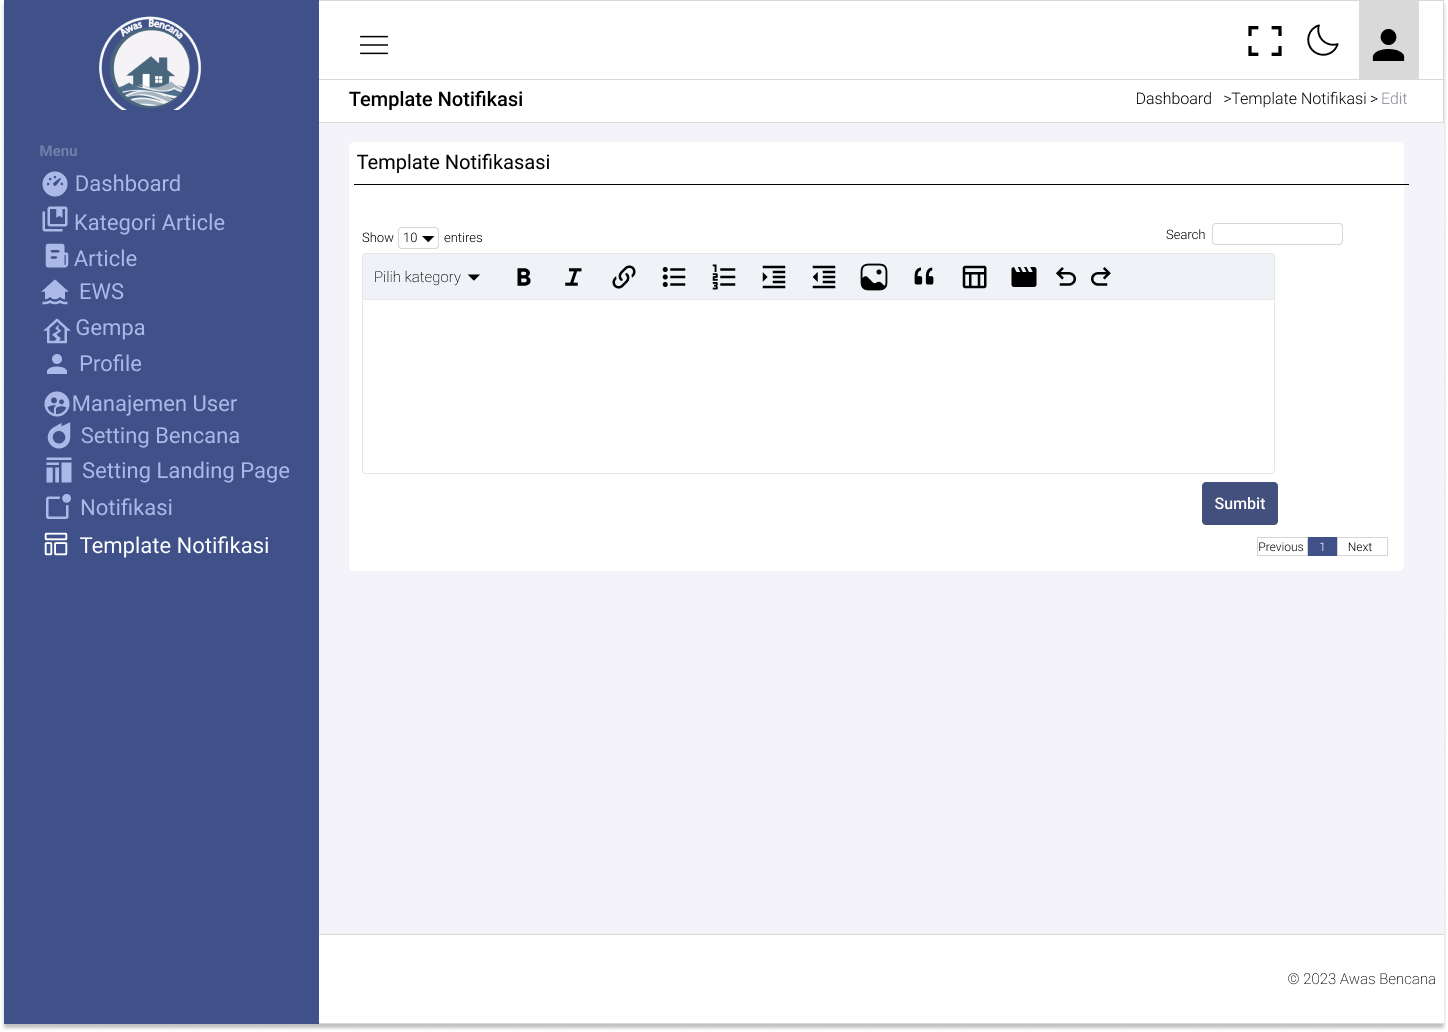 Awas Bencana
Menu
Dashboard
Kategori Article
Article
EWS
Gempa
Profile
Manajemen User
Setting Bencana
Setting Landing Page
Notifikasi
Template Notifikasi
Template Notifikasi
Dashboard >Template Notifikasi > Edit
Template Notifikasasi
Show 10 entires
Search
Pilih kategory
Sumbit
Previous 1 Next
© 2023 Awas Bencana